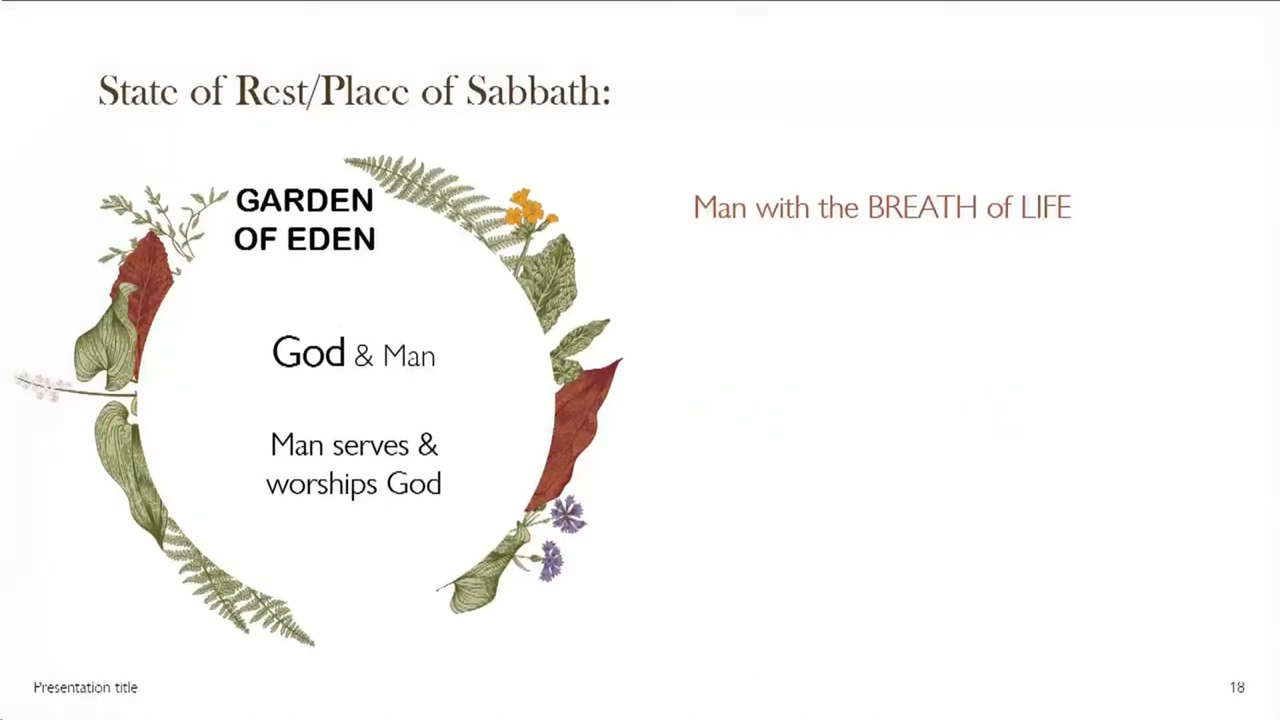 State of Rest/Place of Sabbath:
GARDEN
OF EDEN
God & Man
Man serves &
worships God
Man with the BREATH of LIFE
Presentation title
18